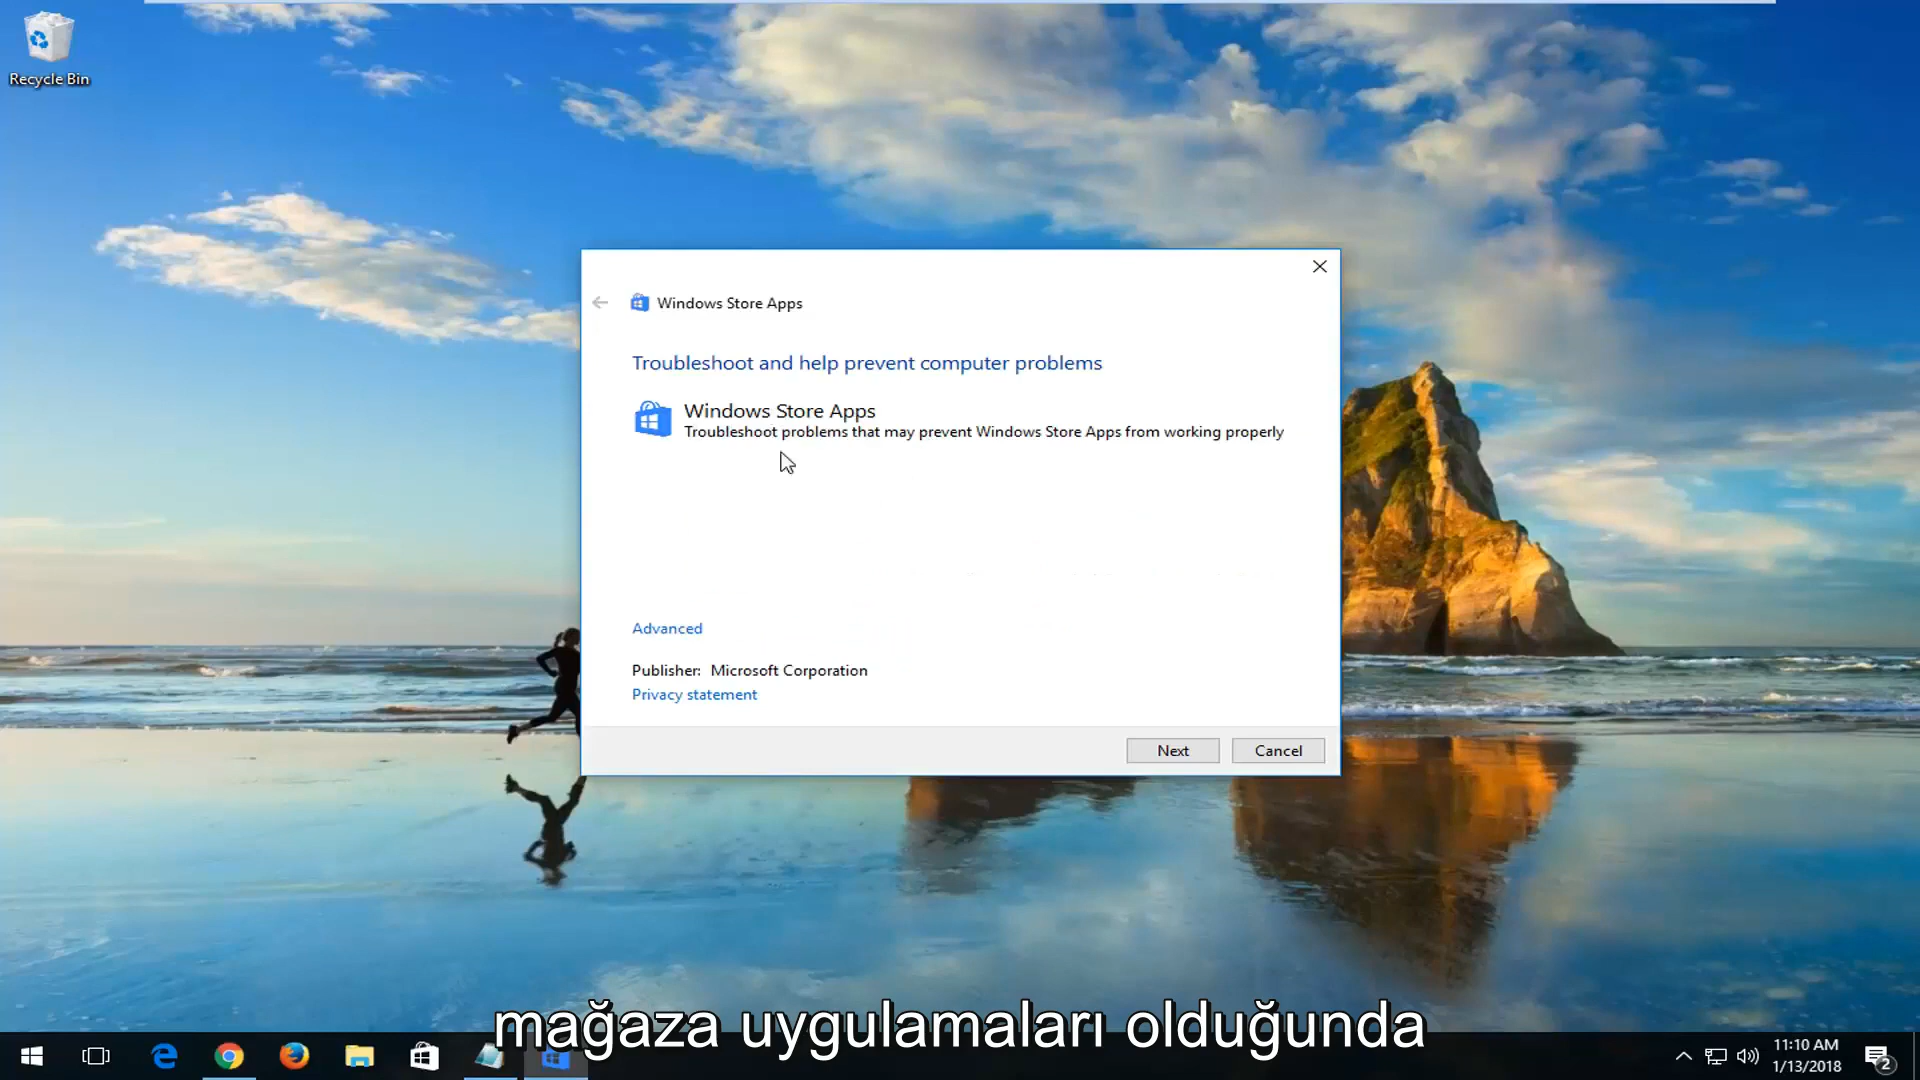 Recycle Bin
Windows Store Apps
Troubleshoot and help prevent computer problems
Windows Store Apps
Troubleshoot problems that may prevent Windows Store Apps from working properly
Advanced
Publisher: Microsoft Corporation
Privacy statement
Next
Cancel
mağaza uygulamaları olduğunda
11:10 AM
1/13/2018
2